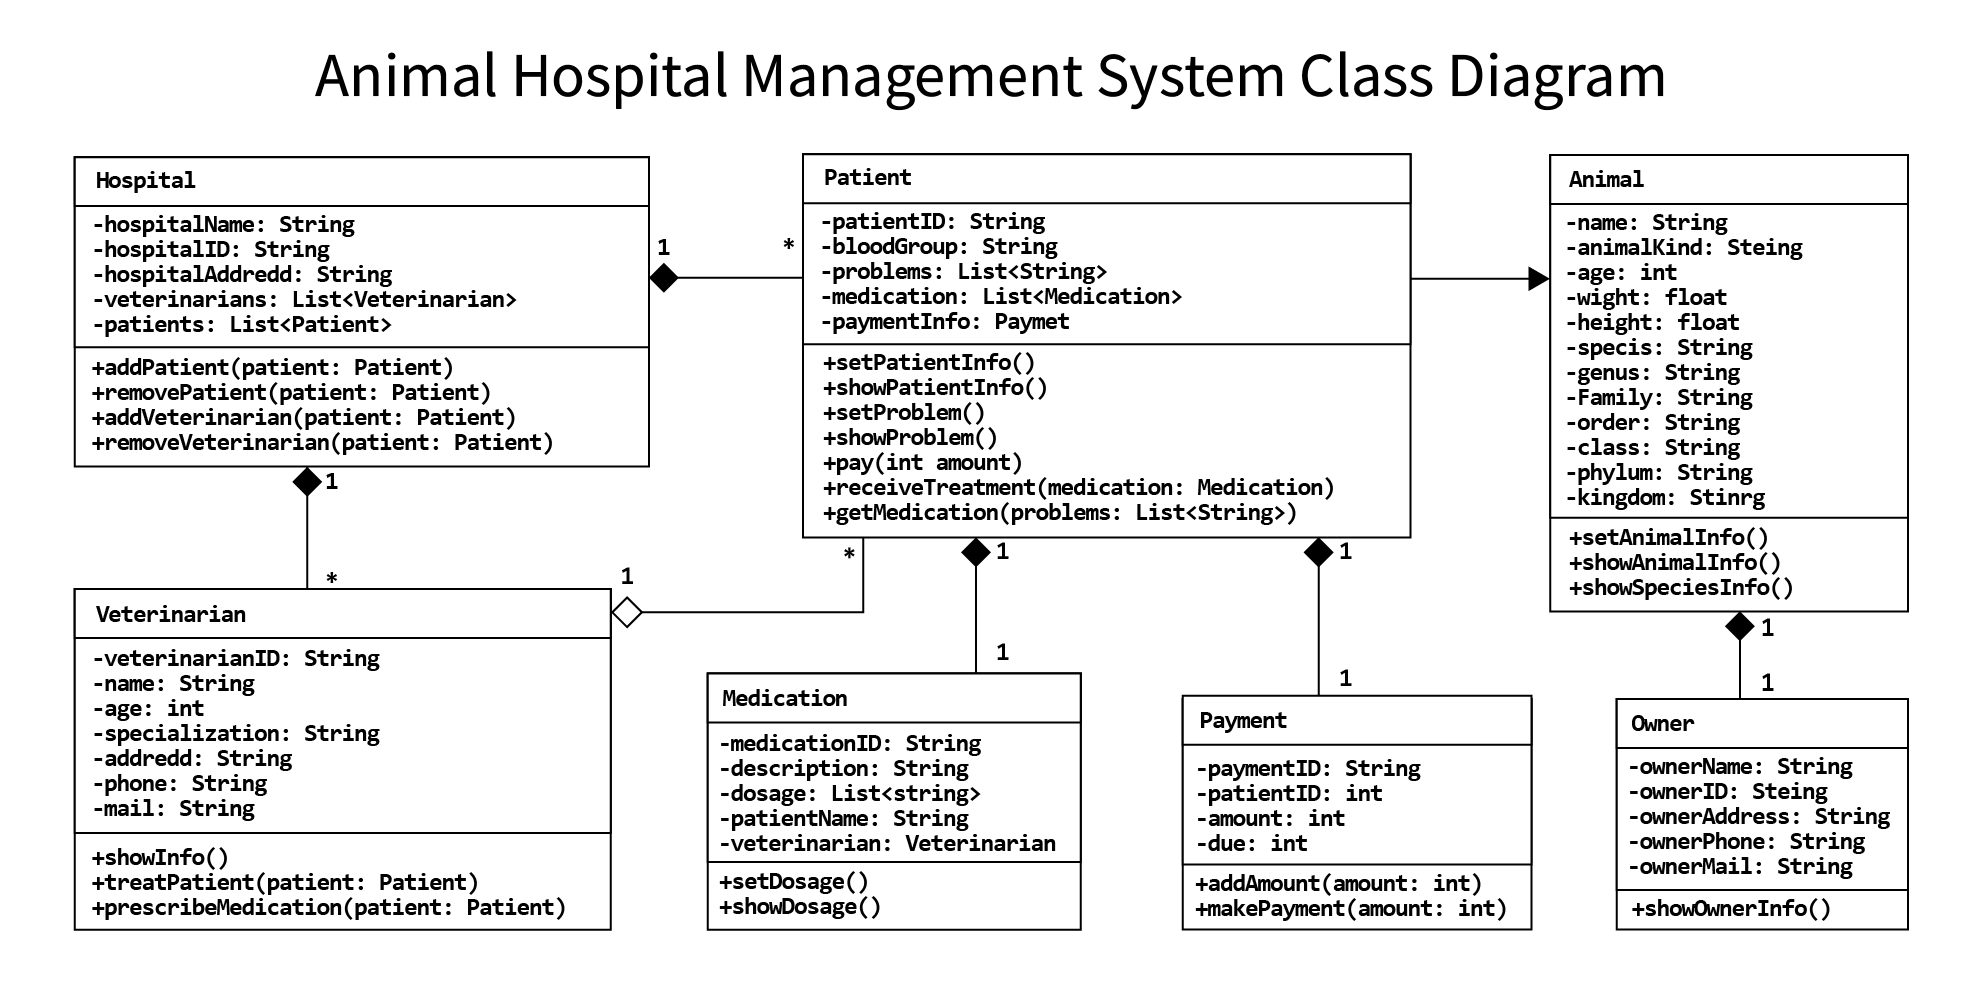 Animal Hospital Management System Class Diagram
Hospital
-hospitalName: String
-hospitalID: String
-hospitalAddredd: String
-veterinarians: List<Veterinarian>
-patients: List<Patient>
+addPatient(patient: Patient)
+removePatient(patient: Patient)
+addVeterinarian(patient: Patient)
+removeVeterinarian(patient: Patient)
1
*
Patient
-patientID: String
-bloodGroup: String
-problems: List<String>
-medication: List<Medication>
-paymentInfo: Paymet
+setPatientInfo()
+showPatientInfo()
+setProblem()
+showProblem()
+pay(int amount)
+receiveTreatment(medication: Medication)
+getMedication(problems: List<String>)
Animal
-name: String
-animalKind: Steing
-age: int
-wight: float
-height: float
-specis: String
-genus: String
-Family: String
-order: String
-class: String
-phylum: String
-kingdom: Stinrg
+setAnimalInfo()
+showAnimalInfo()
+showSpeciesInfo()
1
*
1
*
1
1
1
1
1
1
Veterinarian
-veterinarianID: String
-name: String
-age: int
-specialization: String
-addredd: String
-phone: String
-mail: String
+showInfo()
+treatPatient(patient: Patient)
+prescribeMedication(patient: Patient)
Medication
-medicationID: String
-description: String
-dosage: List<string>
-patientName: String
-veterinarian: Veterinarian
+setDosage()
+showDosage()
Payment
-paymentID: String
-patientID: int
-amount: int
-due: int
+addAmount(amount: int)
+makePayment(amount: int)
Owner
-ownerName: String
-ownerID: Steing
-ownerAddress: String
-ownerPhone: String
-ownerMail: String
+showOwnerInfo()